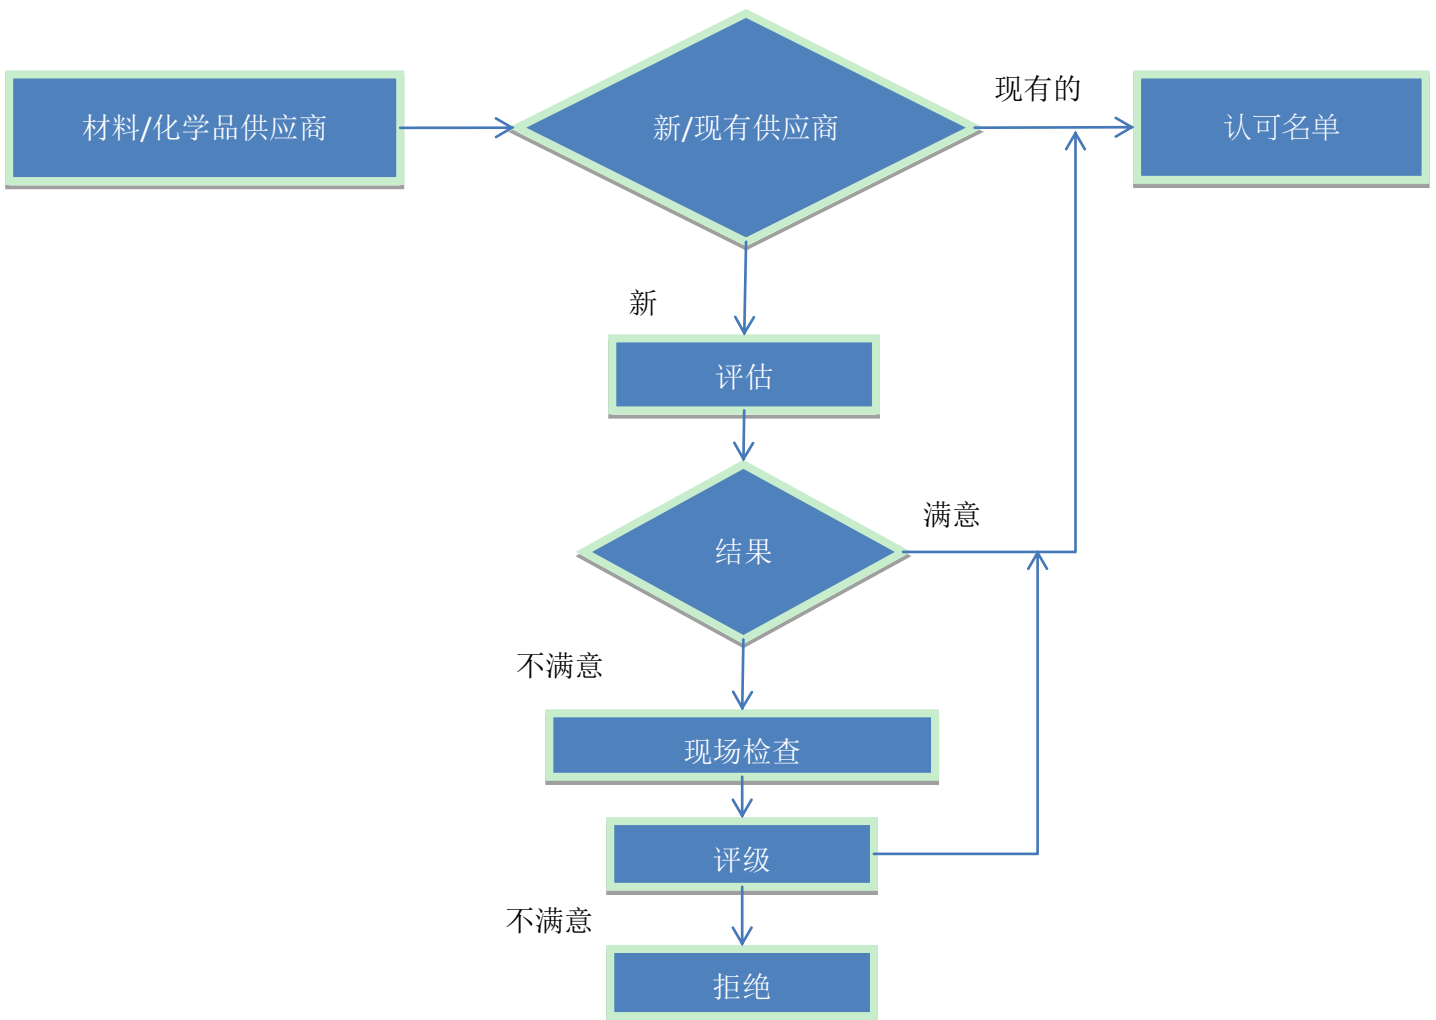 材料/化学品供应商
新/现有供应商
现有的
认可名单
新
评估
满意
结果
不满意
现场检查
评级
不满意
拒绝